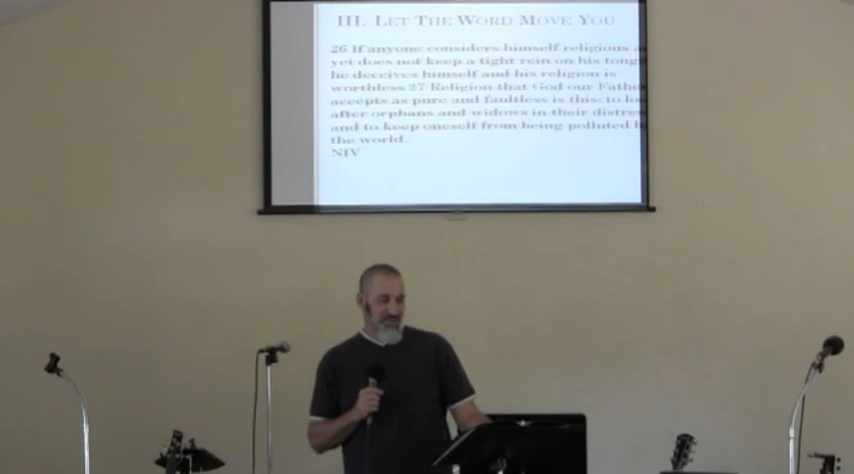 III. LET THE WORD MOVE YOU
26 If anyone considers himself religious a
yet does not keep a tight rein on his tongu
he deceives himself and his religion is
worthless 27 Religion that God our Father
accepts as pure and faultless is this: to loo
after orphans and widows in their distres
and to keep oneself from being polluted b
the world.
NIV